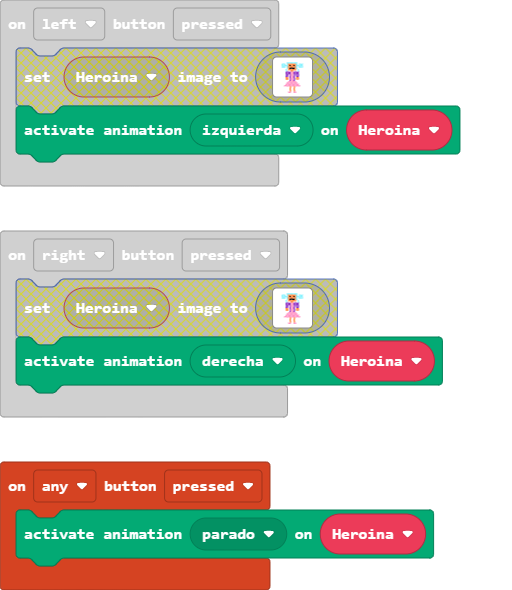 on left button pressed
set Heroina image to
activate animation izquierda on Heroina
on right button pressed
set Heroina image to
activate animation derecha on Heroina
on any button pressed
activate animation parado on Heroina